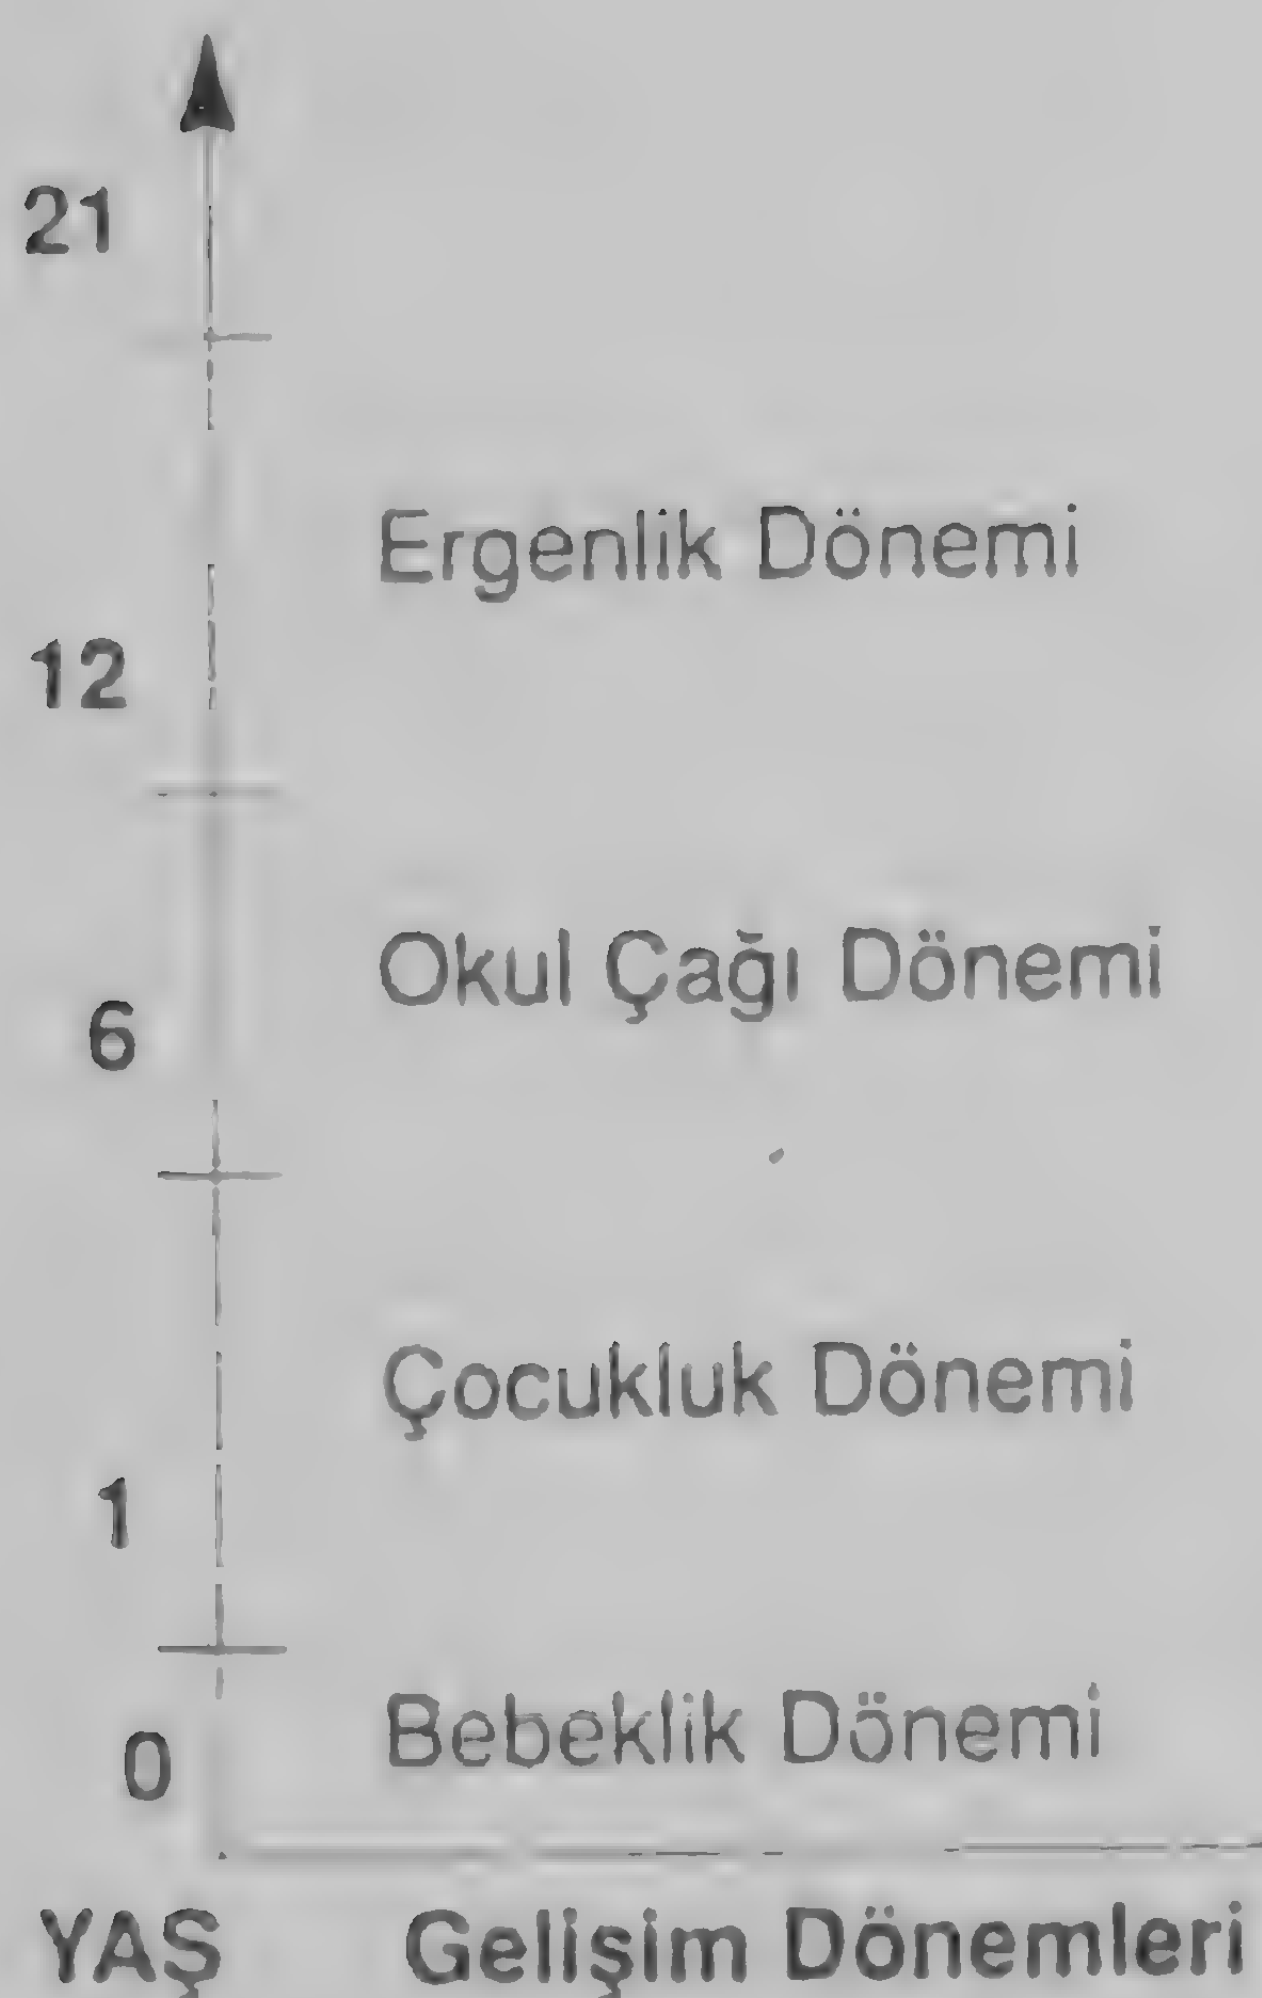 21
Ergenlik Dönemi
12
Okul Çağı Dönemi
6
Çocukluk Dönemi
1
Bebeklik Dönemi
0
YAŞ Gelişim Dönemleri